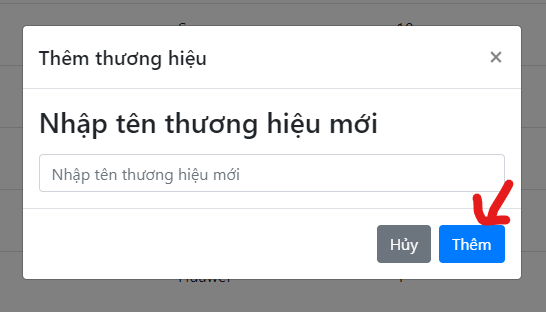 Thêm thương hiệu
×
Nhập tên thương hiệu mới
Nhập tên thương hiệu mới
Hủy
Thêm